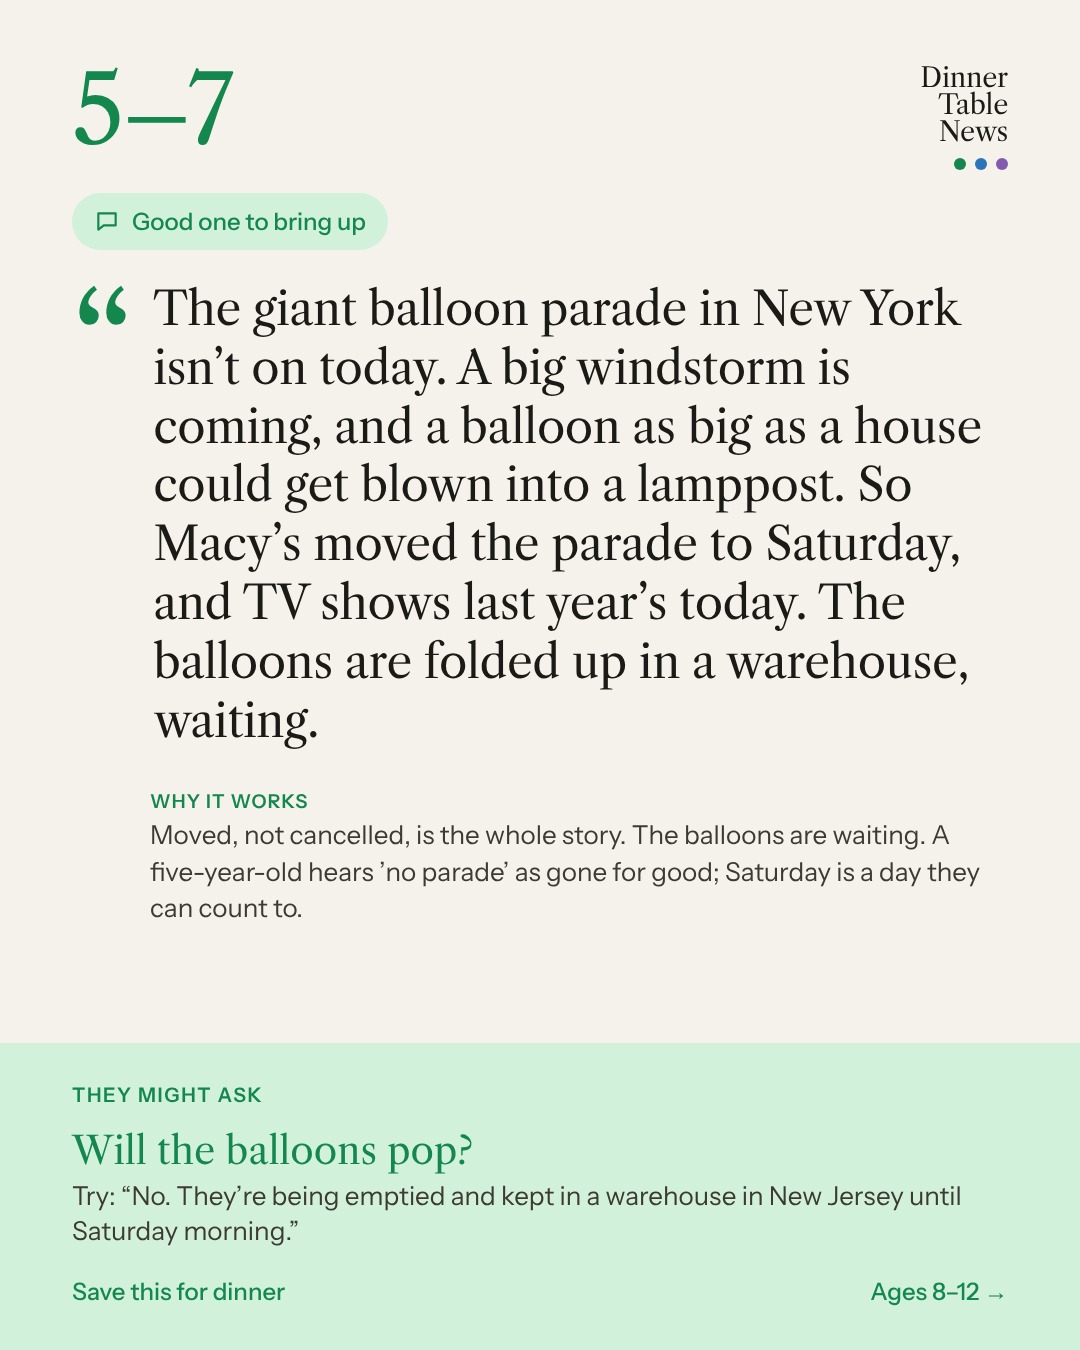 5–7
Dinner
Table
News
Good one to bring up
“ The giant balloon parade in New York
isn’t on today. A big windstorm is
coming, and a balloon as big as a house
could get blown into a lamppost. So
Macy’s moved the parade to Saturday,
and TV shows last year’s today. The
balloons are folded up in a warehouse,
waiting.
WHY IT WORKS
Moved, not cancelled, is the whole story. The balloons are waiting. A
five-year-old hears ’no parade’ as gone for good; Saturday is a day they
can count to.
THEY MIGHT ASK
Will the balloons pop?
Try: “No. They’re being emptied and kept in a warehouse in New Jersey until
Saturday morning.”
Save this for dinner
Ages 8–12 →